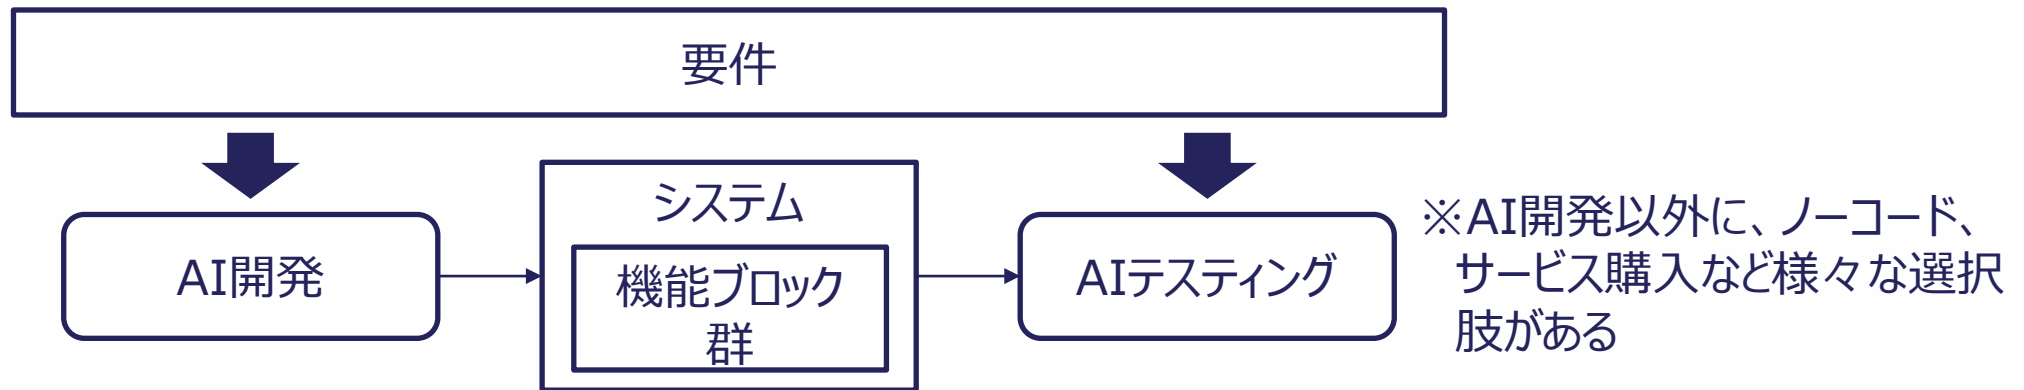 要件
システム
AI開発
機能ブロック
群
AIテスティング
※AI開発以外に、ノーコード、
サービス購入など様々な選択
肢がある